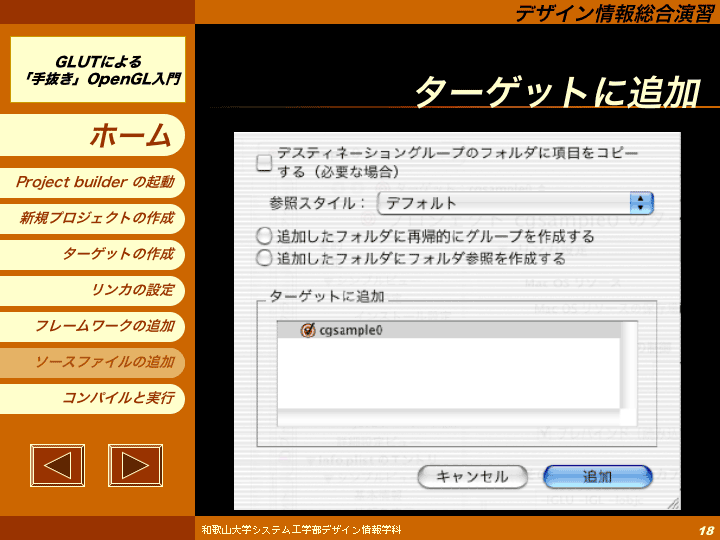 デザイン情報総合演習
GLUTによる
「手抜き」OpenGL入門
ターゲットに追加
ホーム
Project builder の起動
新規プロジェクトの作成
ターゲットの作成
リンカの設定
フレームワークの追加
ソースファイルの追加
コンパイルと実行
デスティネーショングループのフォルダに項目をコピー
する（必要な場合）
参照スタイル： デフォルト
追加したフォルダに再帰的にグループを作成する
追加したフォルダにフォルダ参照を作成する
ターゲットに追加
cgsample0
キャンセル 追加
和歌山大学システム工学部デザイン情報学科 18